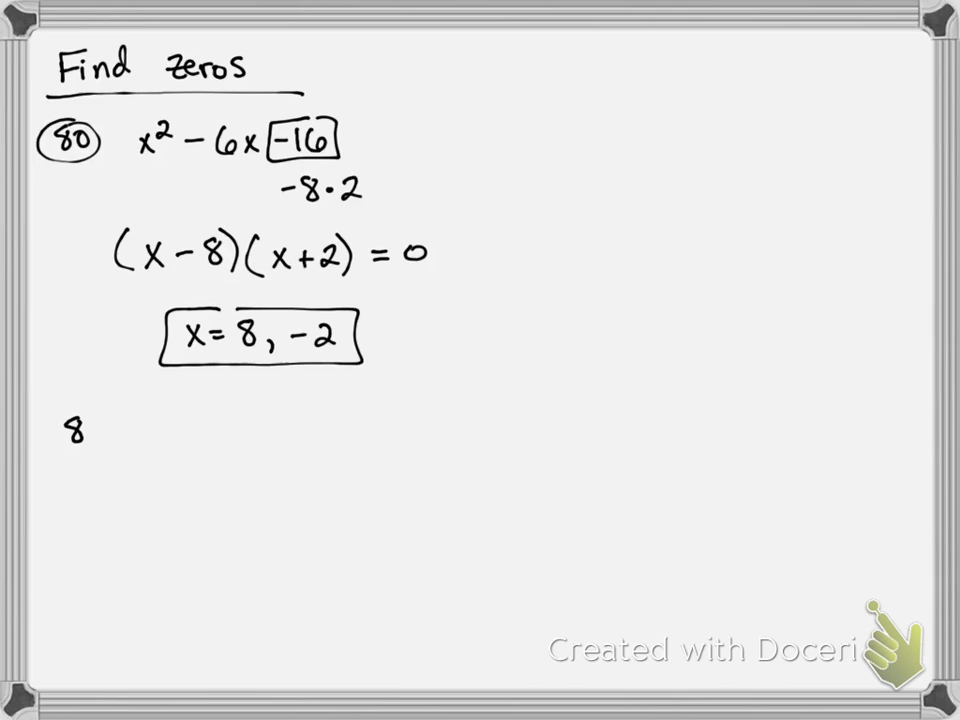 Find zeros
80 x² - 6x -16
-8 · 2
(x - 8)(x + 2) = 0
x = 8, -2
8
Created with Doceri